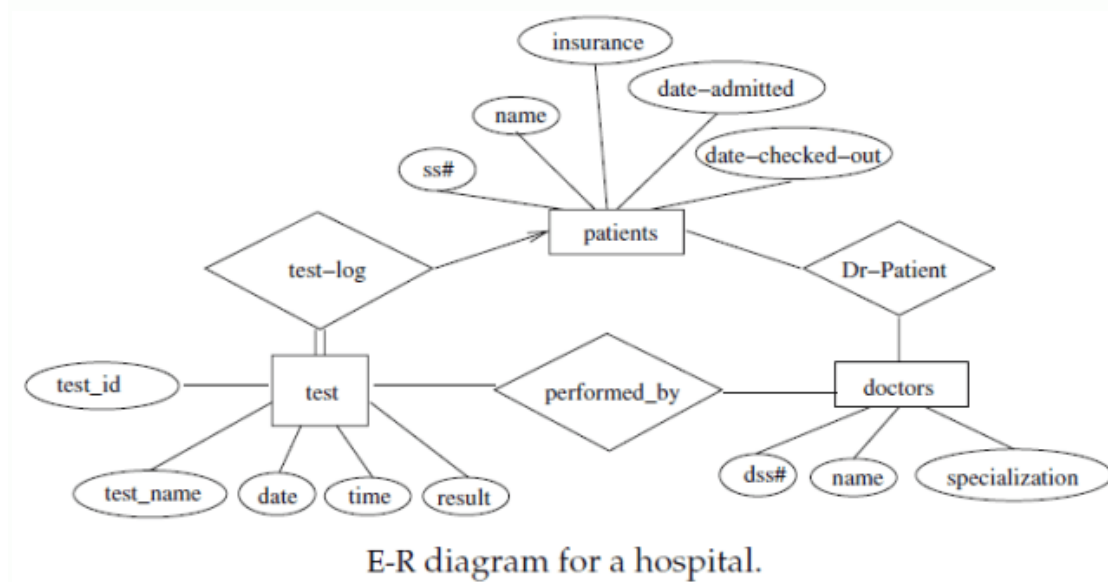 insurance
date–admitted
name
date–checked–out
ss#
patients
test–log
Dr–Patient
test_id
test
performed_by
doctors
test_name
date
time
result
dss#
name
specialization
E-R diagram for a hospital.